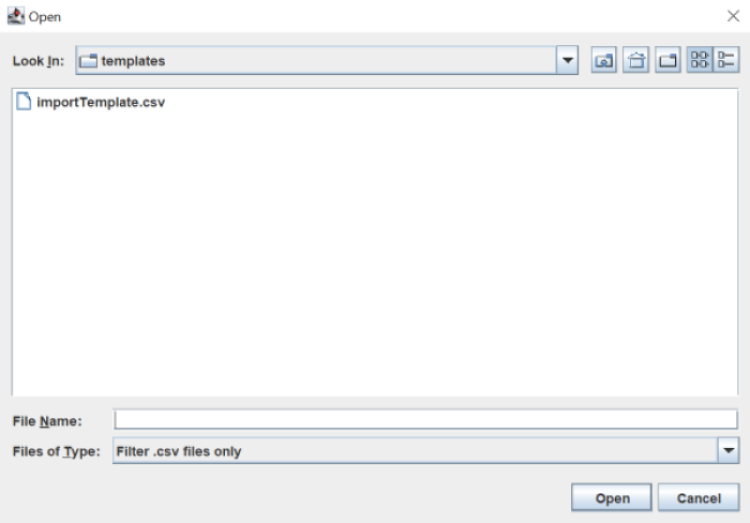 Open
Look In: templates
importTemplate.csv
File Name:
Files of Type: Filter .csv files only
Open Cancel